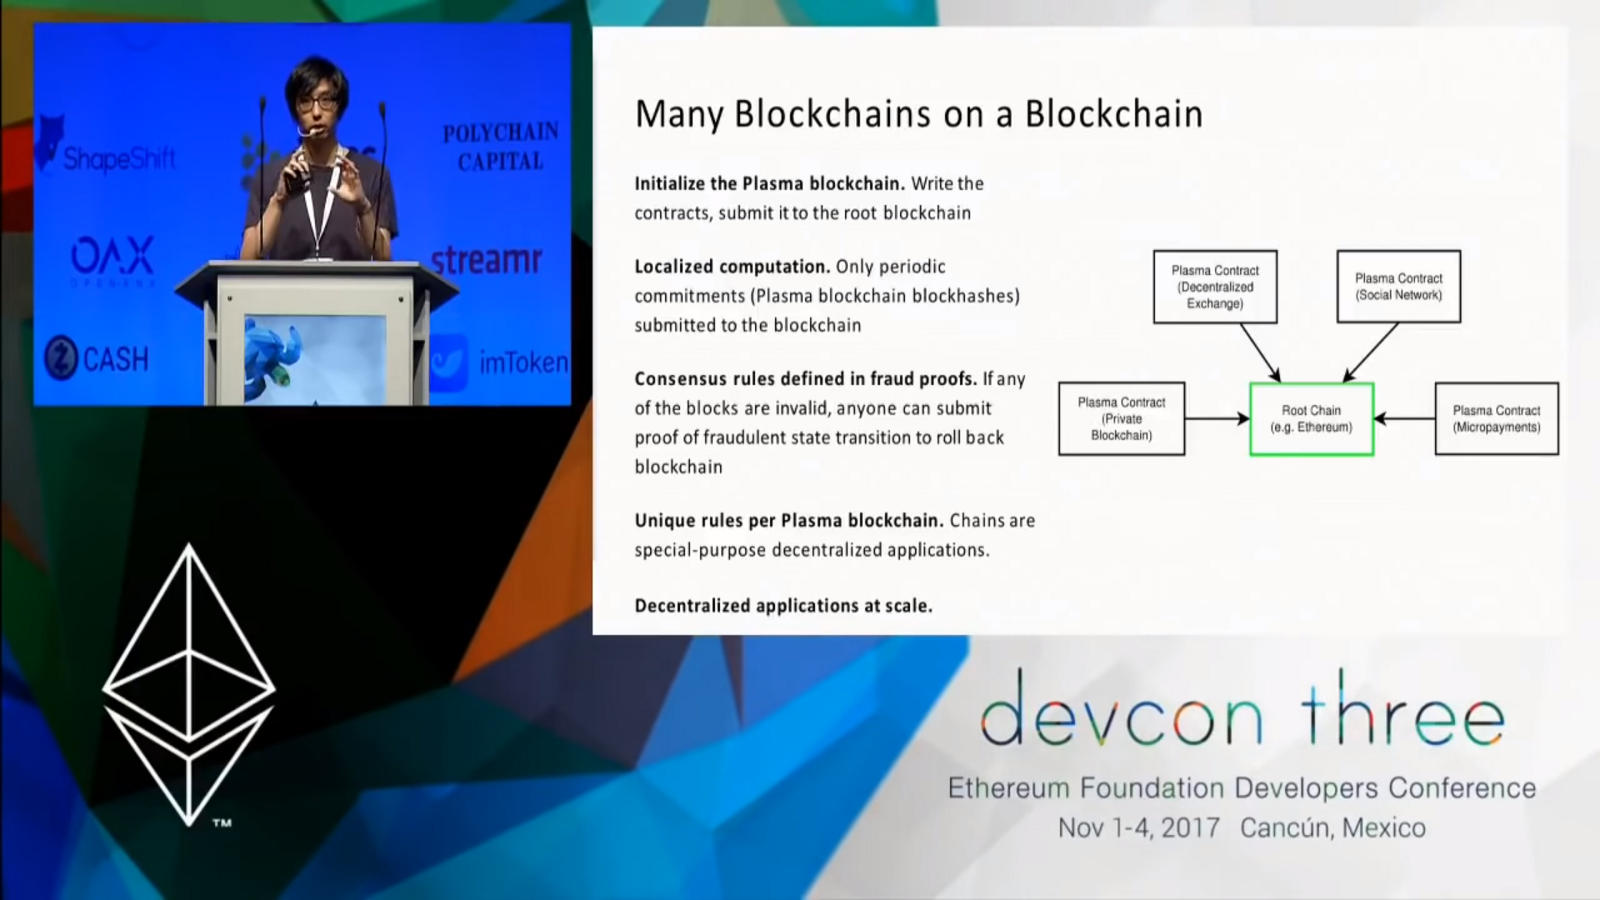 ShapeShift
POLYCHAIN
CAPITAL
OAX
streamr
CASH
imToken
TM
Many Blockchains on a Blockchain
Initialize the Plasma blockchain. Write the
contracts, submit it to the root blockchain
Localized computation. Only periodic
commitments (Plasma blockchain blockhashes)
submitted to the blockchain
Consensus rules defined in fraud proofs. If any
of the blocks are invalid, anyone can submit
proof of fraudulent state transition to roll back
blockchain
Unique rules per Plasma blockchain. Chains are
special-purpose decentralized applications.
Decentralized applications at scale.
Plasma Contract
(Decentralized
Exchange)
Plasma Contract
(Social Network)
Plasma Contract
(Private
Blockchain)
Root Chain
(e.g. Ethereum)
Plasma Contract
(Micropayments)
devcon three
Ethereum Foundation Developers Conference
Nov 1-4, 2017 Cancún, Mexico